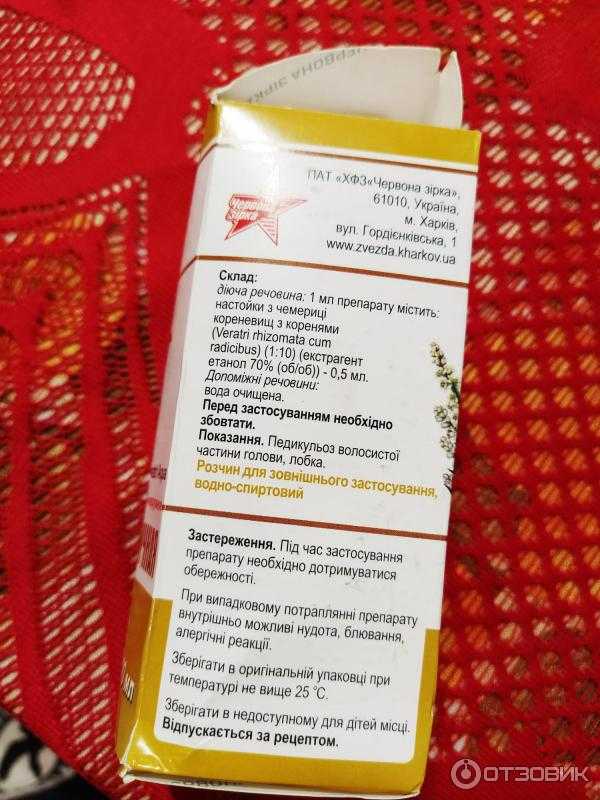 ЧЕРВОНА ЗІРКА
ПАТ «ХФЗ«Червона зірка»,
61010, Україна,
м. Харків,
вул. Гордієнківська, 1
www.zvezda.kharkov.ua
Червона
зірка
Склад:
діюча речовина: 1 мл препарату містить:
настойки з чемериці
кореневищ з коренями
(Veratri rhizomata cum
radicibus) (1:10) (екстрагент
етанол 70% (об/об)) - 0,5 мл.
Допоміжні речовини:
вода очищена.
Перед застосуванням необхідно
збовтати.
Показання. Педикульоз волосистої
частини голови, лобка.
Розчин для зовнішнього застосування,
водно-спиртовий
Застереження. Під час застосування
препарату необхідно дотримуватися
обережності.
При випадковому потраплянні препарату
внутрішньо можливі нудота, блювання,
алергічні реакції.
Зберігати в оригінальній упаковці при
температурі не вище 25 °С.
Зберігати в недоступному для дітей місці.
Відпускається за рецептом.
ОТЗОВИК